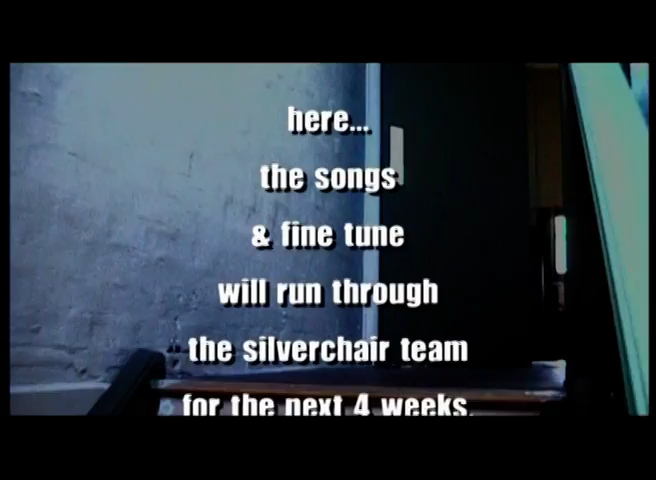 here...
the songs
& fine tune
will run through
the silverchair team
for the next 4 weeks.